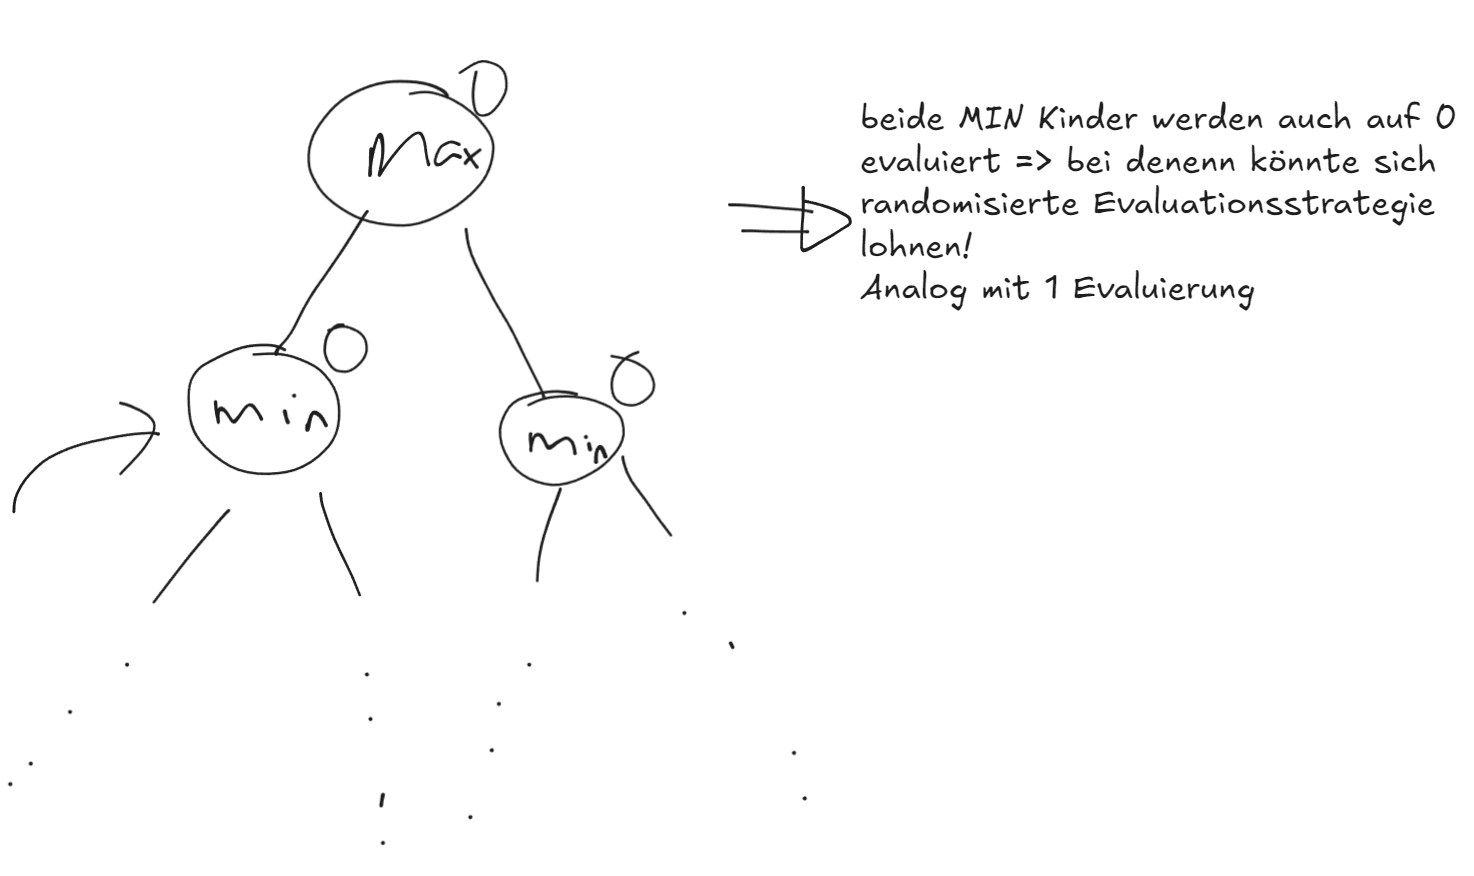 0
Max
beide MIN Kinder werden auch auf 0
evaluiert => bei denenn könnte sich
randomisierte Evaluationsstrategie
lohnen!
Analog mit 1 Evaluierung
0
min
0
min